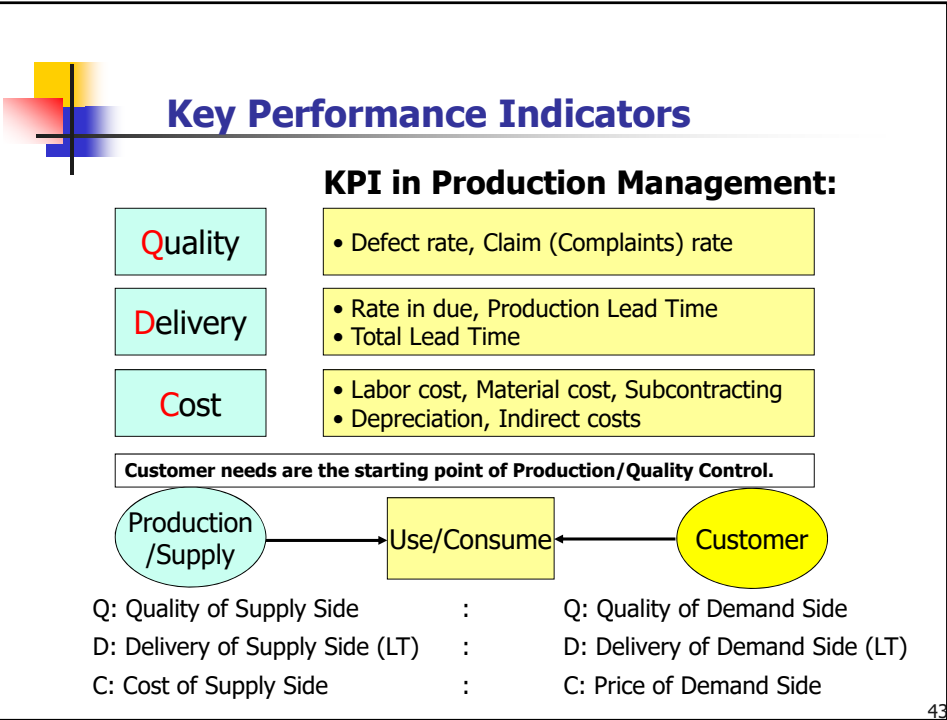 Key Performance Indicators
KPI in Production Management:
Quality
• Defect rate, Claim (Complaints) rate
Delivery
• Rate in due, Production Lead Time
• Total Lead Time
Cost
• Labor cost, Material cost, Subcontracting
• Depreciation, Indirect costs
Customer needs are the starting point of Production/Quality Control.
Production
/Supply
Use/Consume
Customer
Q: Quality of Supply Side : Q: Quality of Demand Side
D: Delivery of Supply Side (LT) : D: Delivery of Demand Side (LT)
C: Cost of Supply Side : C: Price of Demand Side
43